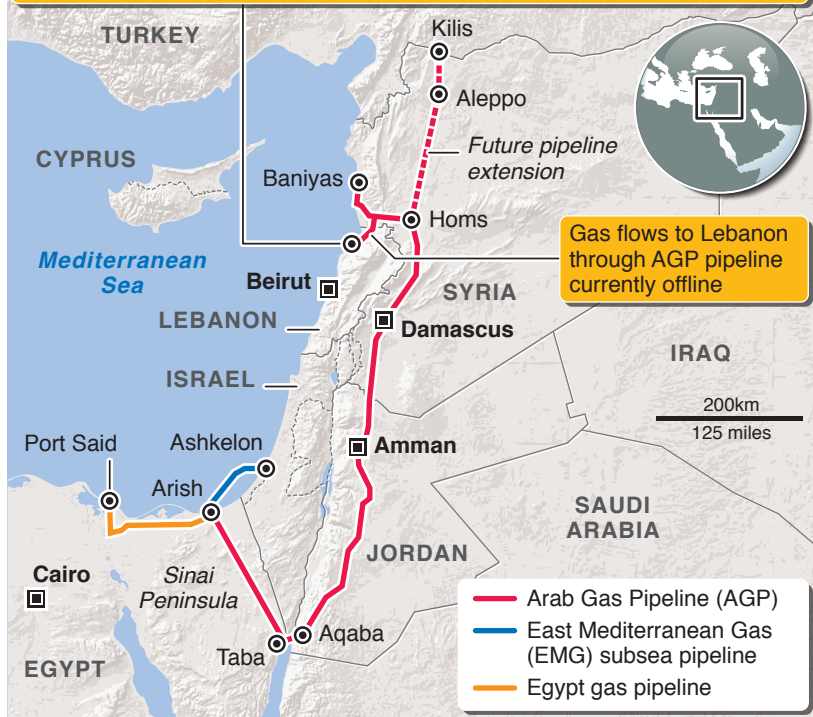 TURKEY
Kilis
Aleppo
CYPRUS
Future pipeline
extension
Baniyas
Homs
Gas flows to Lebanon
through AGP pipeline
currently offline
Mediterranean
Sea
Beirut
SYRIA
LEBANON
Damascus
IRAQ
ISRAEL
200km
125 miles
Port Said
Ashkelon
Amman
Arish
SAUDI
ARABIA
JORDAN
Cairo
Sinai
Peninsula
Arab Gas Pipeline (AGP)
East Mediterranean Gas
(EMG) subsea pipeline
Egypt gas pipeline
Aqaba
Taba
EGYPT